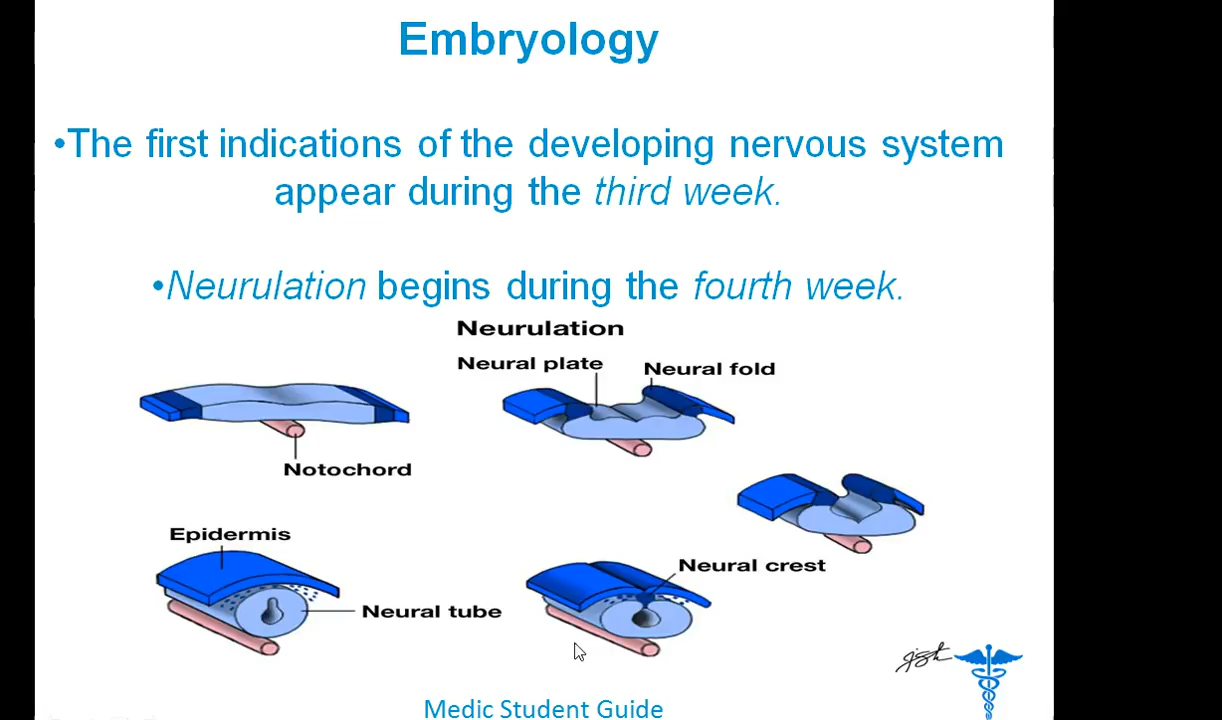 Embryology
•The first indications of the developing nervous system
appear during the third week.
•Neurulation begins during the fourth week.
Neurulation
Neural plate
Neural fold
Notochord
Epidermis
Neural crest
Neural tube
Medic Student Guide